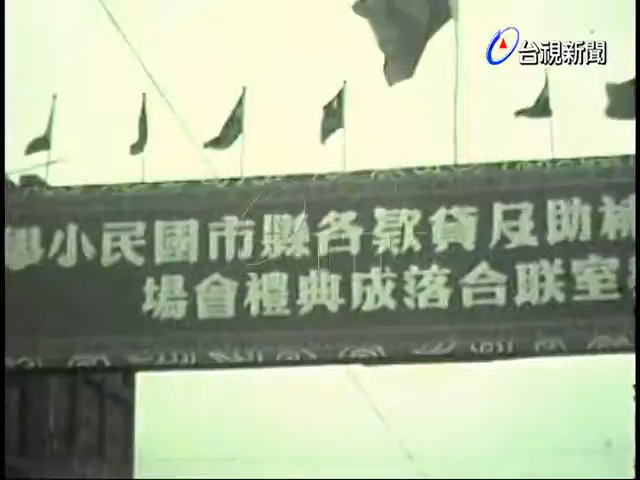 台視新聞
補助及貸款各縣市國民小學
室联合落成典禮會場